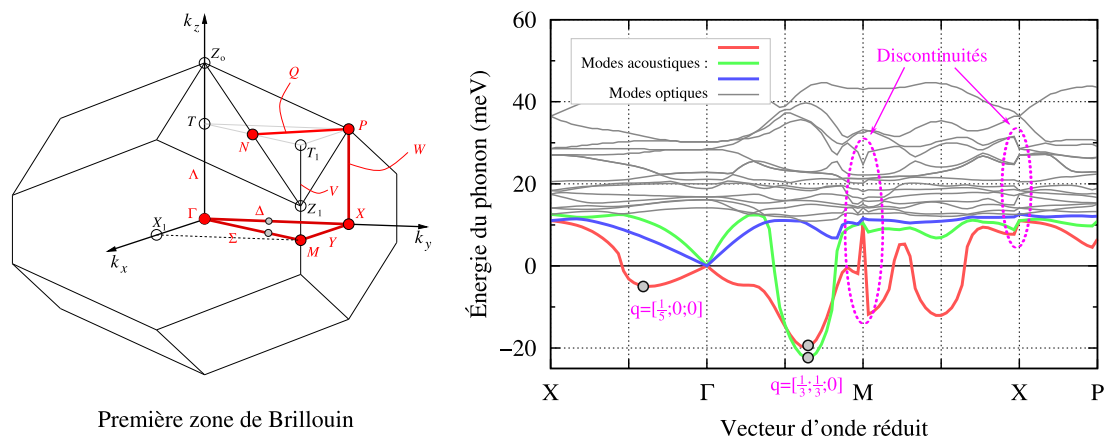 k_z
Z_o
Q
T
P
N
T_1
W
Λ
V
Z_1
Γ
Δ
X
X_1
Σ
k_y
M
Y
k_x
Première zone de Brillouin
Énergie du phonon (meV)
60
40
20
0
−20
Modes acoustiques :
Modes optiques
Discontinuités
q=[1/5;0;0]
q=[1/3;1/3;0]
X Γ M X P
Vecteur d'onde réduit